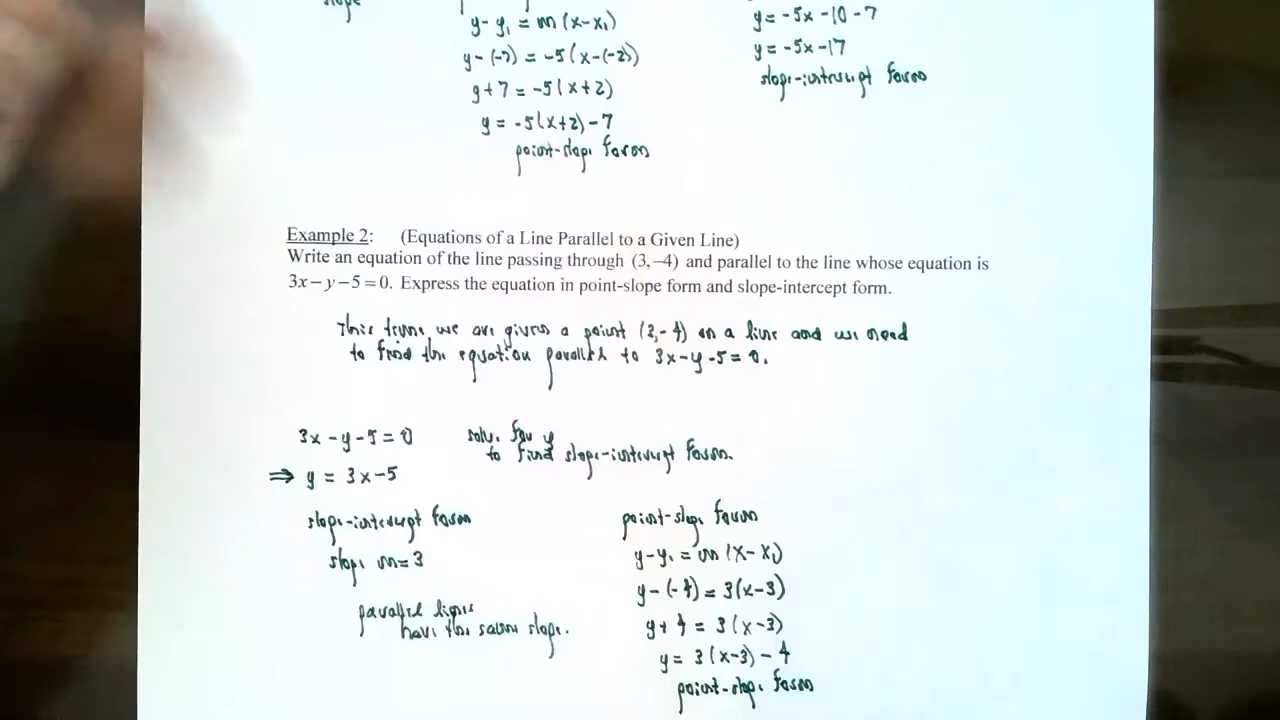 slope
y - y₁ = m (x-x₁)
y - (-7) = -5 (x-(-2))
y + 7 = -5 (x+2)
y = -5(x+2) - 7
point-slope form
y = -5x -10 - 7
y = -5x -17
slope-intercept form
Example 2: (Equations of a Line Parallel to a Given Line)
Write an equation of the line passing through (3,−4) and parallel to the line whose equation is
3x − y − 5 = 0. Express the equation in point-slope form and slope-intercept form.
This time we are given a point (3,-4) on a line and we need
to find the equation parallel to 3x-y-5=0.
3x - y - 5 = 0
⇒ y = 3x-5
solve for y
to find slope-intercept form.
slope-intercept form
slope m=3
parallel lines
have the same slope.
point-slope form
y-y₁ = m (x-x₁)
y-(-4) = 3(x-3)
y+4 = 3(x-3)
y = 3(x-3) - 4
point-slope form